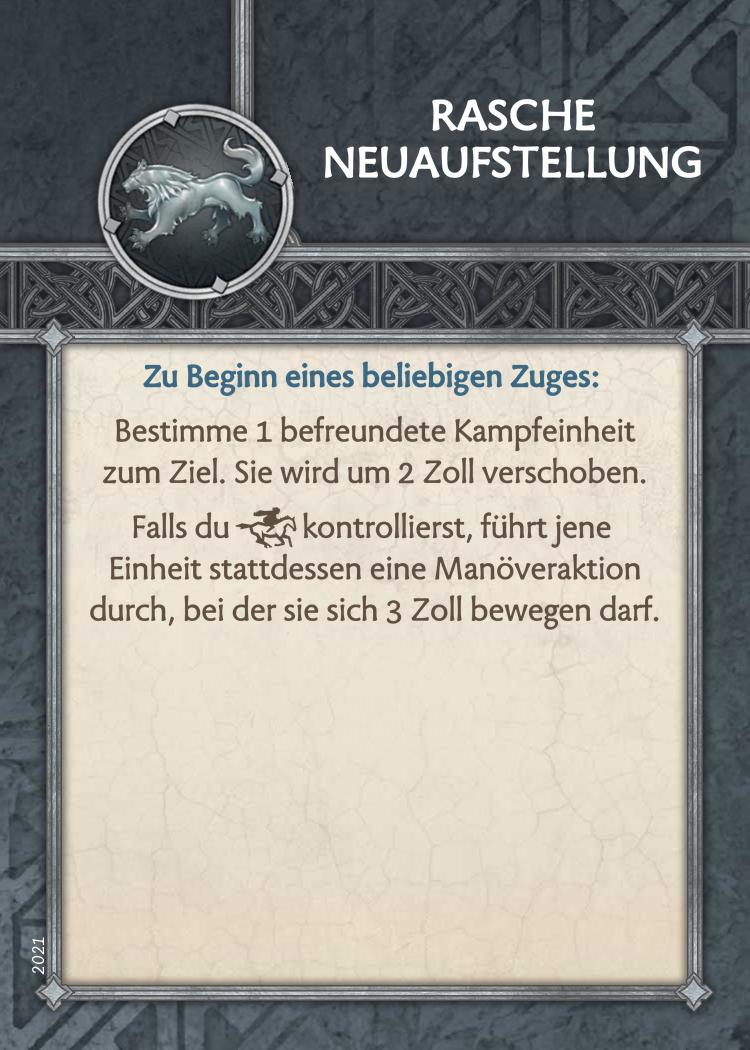 RASCHE
NEUAUFSTELLUNG
Zu Beginn eines beliebigen Zuges:
Bestimme 1 befreundete Kampfeinheit
zum Ziel. Sie wird um 2 Zoll verschoben.
Falls du kontrollierst, führt jene
Einheit stattdessen eine Manöveraktion
durch, bei der sie sich 3 Zoll bewegen darf.
2021